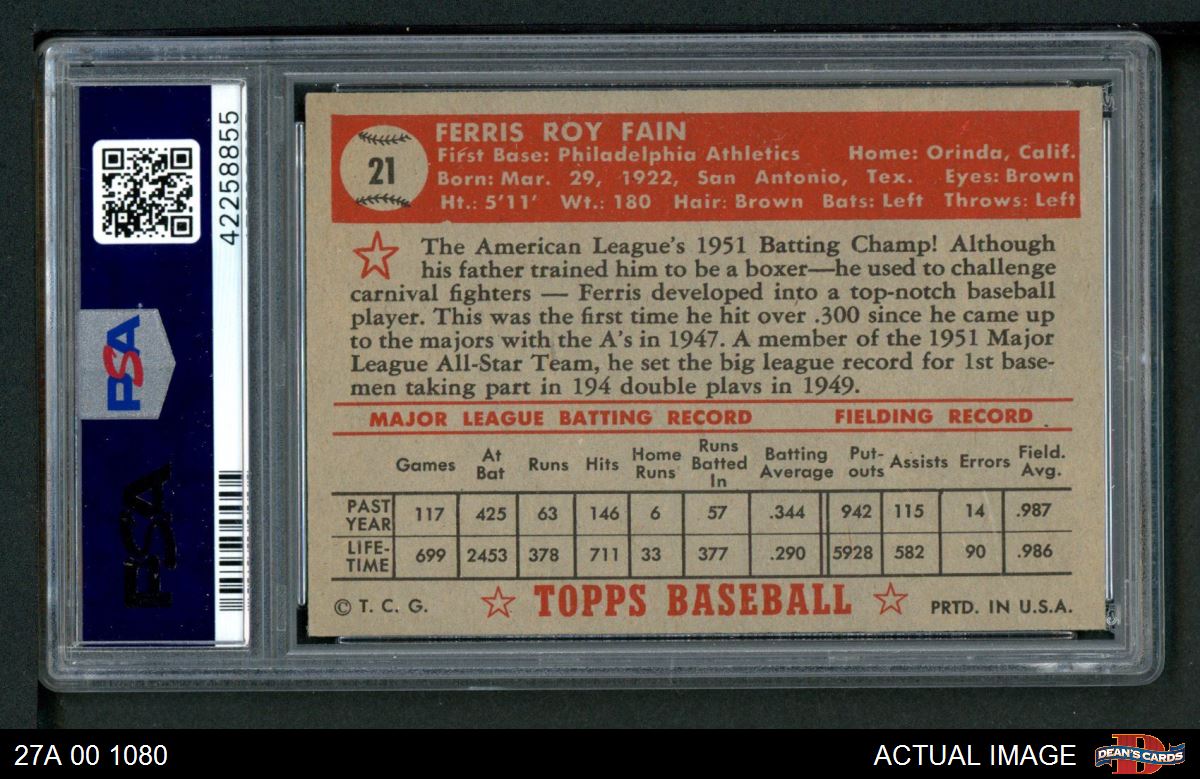 42258855
PSA
PSA
21
FERRIS ROY FAIN
First Base: Philadelphia Athletics Home: Orinda, Calif.
Born: Mar. 29, 1922, San Antonio, Tex. Eyes: Brown
Ht.: 5'11' Wt.: 180 Hair: Brown Bats: Left Throws: Left
The American League's 1951 Batting Champ! Although
his father trained him to be a boxer—he used to challenge
carnival fighters — Ferris developed into a top-notch baseball
player. This was the first time he hit over .300 since he came up
to the majors with the A's in 1947. A member of the 1951 Major
League All-Star Team, he set the big league record for 1st base-
men taking part in 194 double plays in 1949.
MAJOR LEAGUE BATTING RECORD FIELDING RECORD
Games At Bat Runs Hits Home Runs Runs Batted In Batting Average Put-outs Assists Errors Field. Avg.
PAST YEAR 117 425 63 146 6 57 .344 942 115 14 .987
LIFE-TIME 699 2453 378 711 33 377 .290 5928 582 90 .986
© T. C. G. TOPPS BASEBALL PRTD. IN U.S.A.
27A 00 1080
ACTUAL IMAGE
D
DEAN'S CARDS